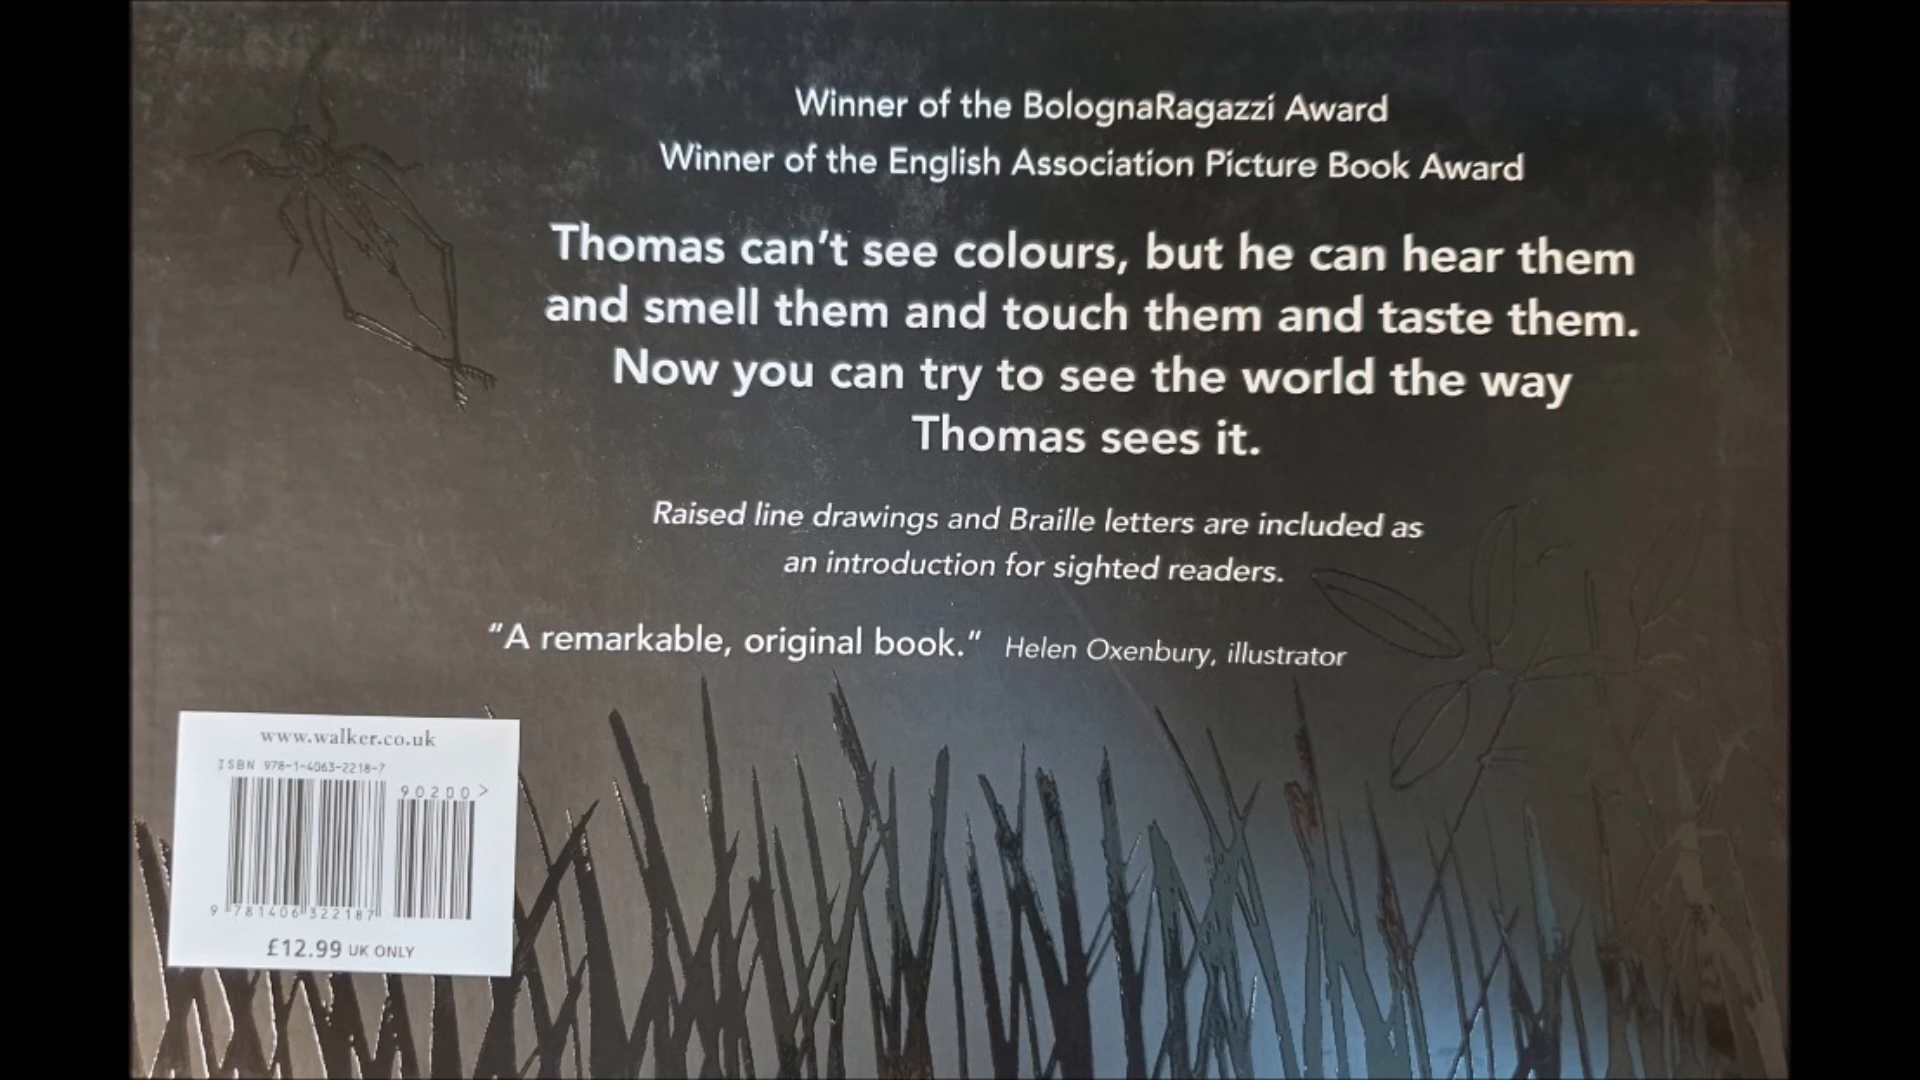 Winner of the BolognaRagazzi Award
Winner of the English Association Picture Book Award
Thomas can't see colours, but he can hear them
and smell them and touch them and taste them.
Now you can try to see the world the way
Thomas sees it.
Raised line drawings and Braille letters are included as
an introduction for sighted readers.
"A remarkable, original book." Helen Oxenbury, illustrator
www.walker.co.uk
ISBN 978-1-4063-2218-7
90200>
9 781406 322187
£12.99 UK ONLY